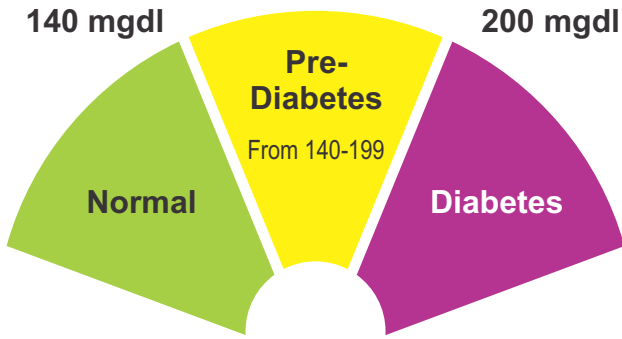 140 mgdl
200 mgdl
Pre-
Diabetes
From 140-199
Normal
Diabetes